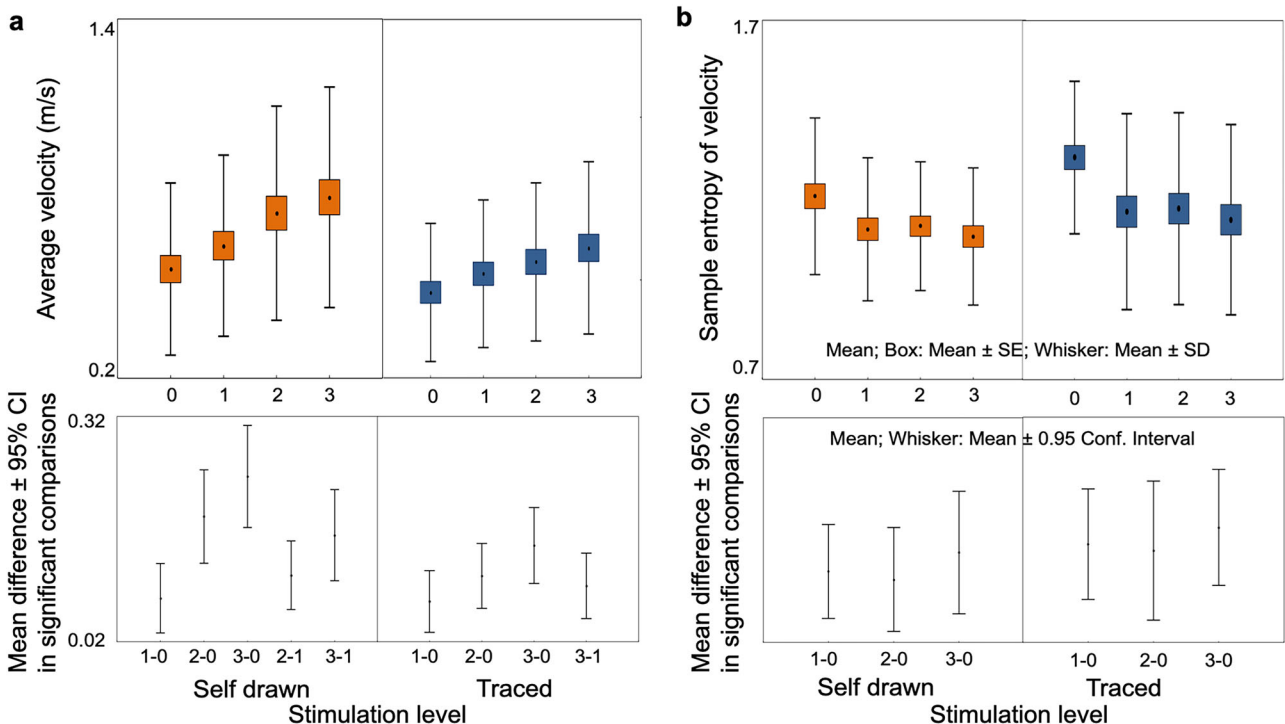 a
1.4
Average velocity (m/s)
0.2
0 1 2 3 0 1 2 3
0.32
Mean difference ± 95% CI
in significant comparisons
0.02
1-0 2-0 3-0 2-1 3-1 1-0 2-0 3-0 3-1
Self drawn Traced
Stimulation level
b
1.7
Sample entropy of velocity
Mean; Box: Mean ± SE; Whisker: Mean ± SD
0.7
0 1 2 3 0 1 2 3
Mean difference ± 95% CI
in significant comparisons
Mean; Whisker: Mean ± 0.95 Conf. Interval
1-0 2-0 3-0 1-0 2-0 3-0
Self drawn Traced
Stimulation level